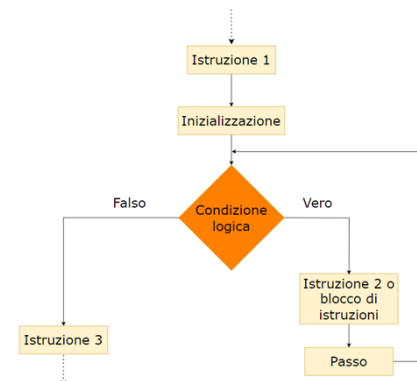 Istruzione 1
Inizializzazione
Falso
Condizione
logica
Vero
Istruzione 2 o
blocco di
istruzioni
Istruzione 3
Passo